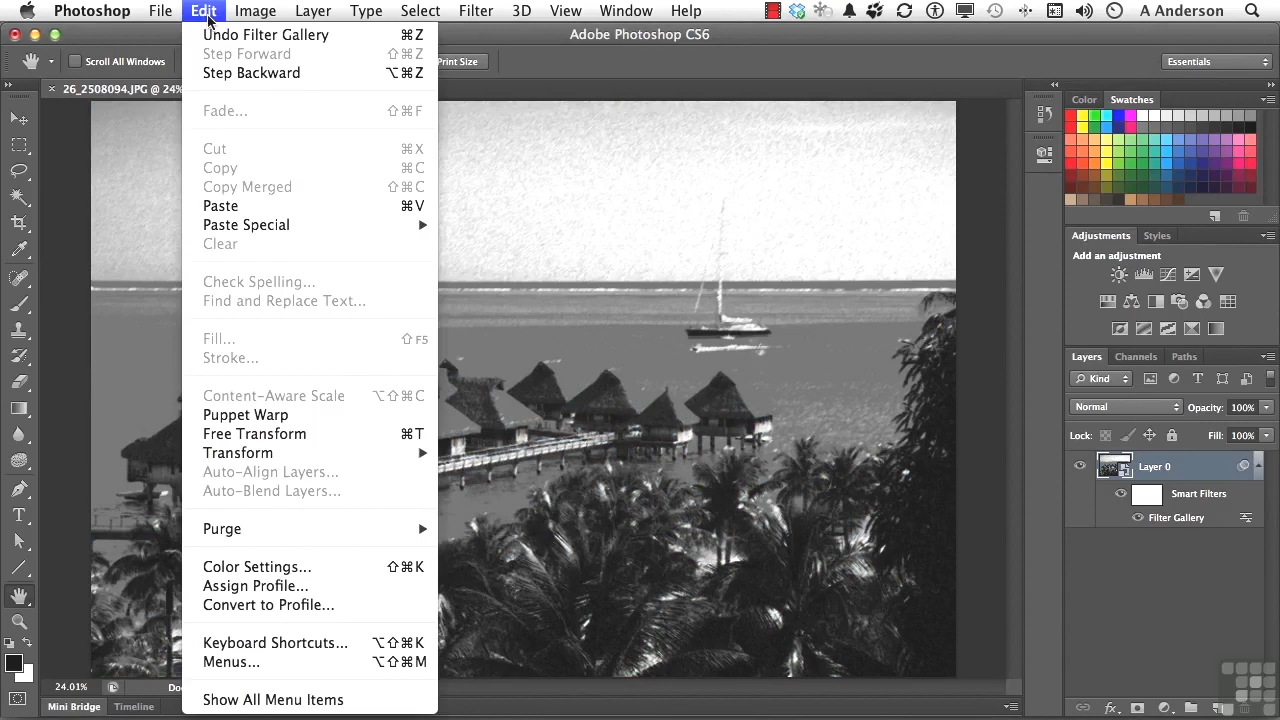 Photoshop File Edit Image Layer Type Select Filter 3D View Window Help A Anderson
Adobe Photoshop CS6
Scroll All Windows Print Size Essentials
26_2508094.JPG @ 24%
Undo Filter Gallery ⌘Z
Step Forward ⇧⌘Z
Step Backward ⌥⌘Z
Fade... ⇧⌘F
Cut ⌘X
Copy ⌘C
Copy Merged ⇧⌘C
Paste ⌘V
Paste Special
Clear
Check Spelling...
Find and Replace Text...
Fill... ⇧F5
Stroke...
Content-Aware Scale ⌥⇧⌘C
Puppet Warp
Free Transform ⌘T
Transform
Auto-Align Layers...
Auto-Blend Layers...
Purge
Color Settings... ⇧⌘K
Assign Profile...
Convert to Profile...
Keyboard Shortcuts... ⌥⇧⌘K
Menus... ⌥⇧⌘M
Show All Menu Items
Color Swatches
Adjustments Styles
Add an adjustment
Layers Channels Paths
Kind
Normal Opacity: 100%
Lock: Fill: 100%
Layer 0
Smart Filters
Filter Gallery
24.01%
Mini Bridge Timeline